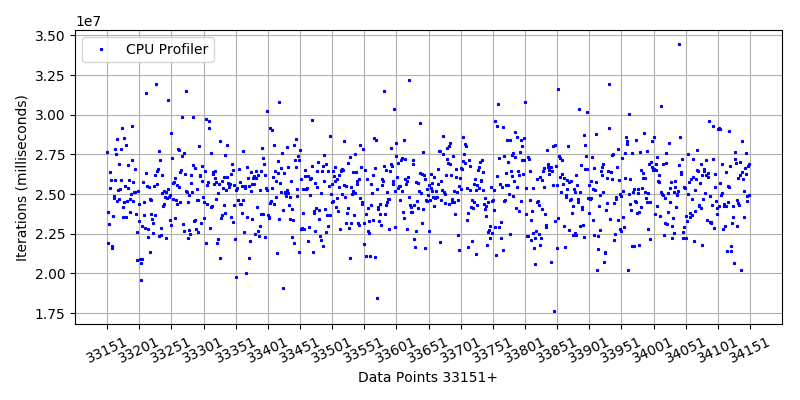 1e7
3.50
CPU Profiler
3.25
3.00
2.75
2.50
2.25
2.00
1.75
Iterations (milliseconds)
33151 33201 33251 33301 33351 33401 33451 33501 33551 33601 33651 33701 33751 33801 33851 33901 33951 34001 34051 34101 34151
Data Points 33151+